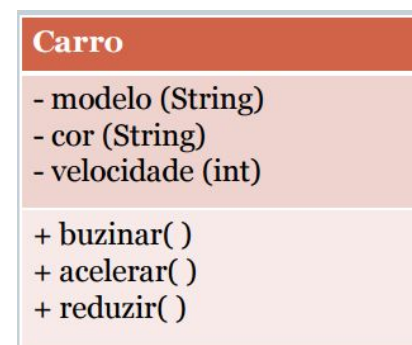 Carro
- modelo (String)
- cor (String)
- velocidade (int)
+ buzinar( )
+ acelerar( )
+ reduzir( )